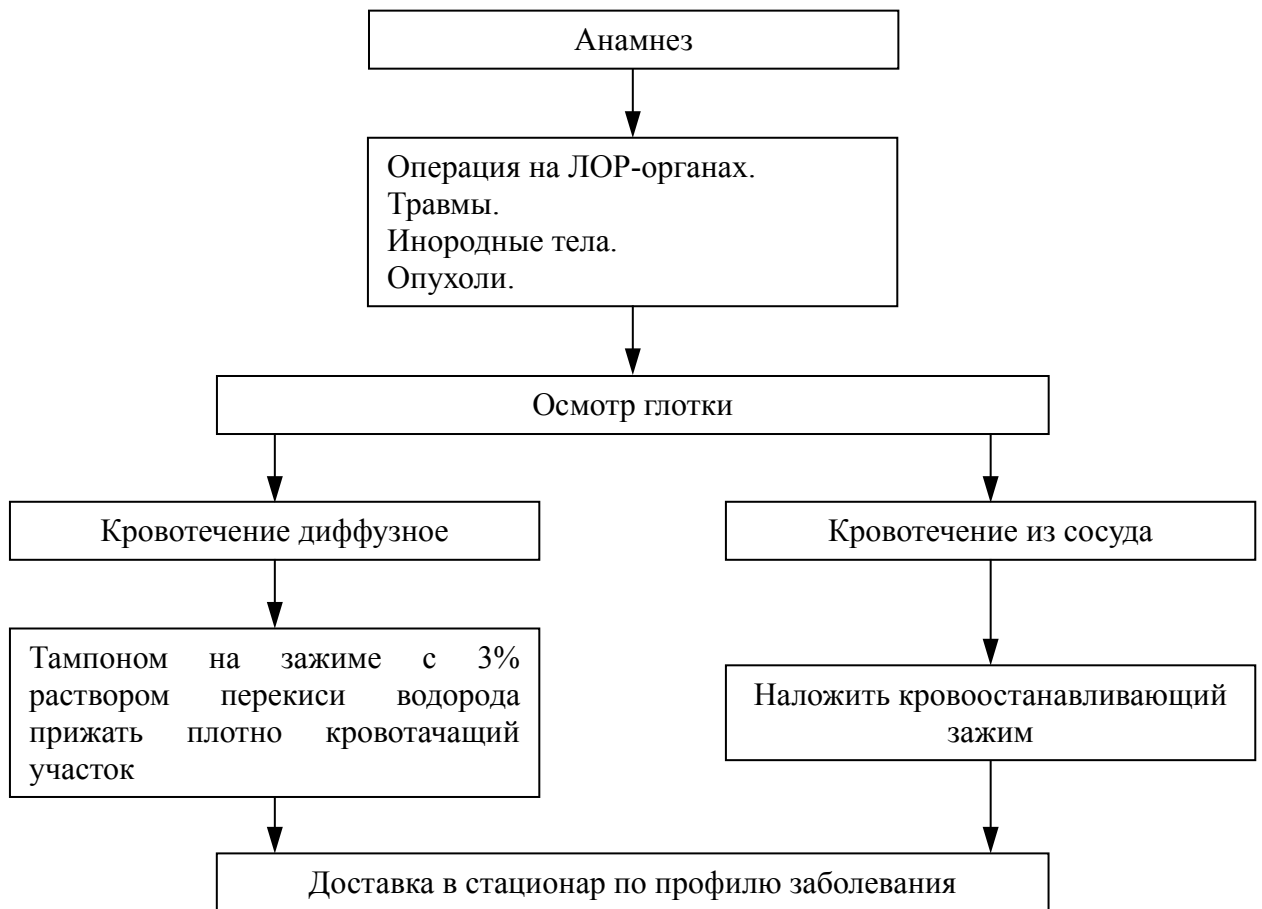 Анамнез
Операция на ЛОР-органах.
Травмы.
Инородные тела.
Опухоли.
Осмотр глотки
Кровотечение диффузное
Кровотечение из сосуда
Тампоном на зажиме с 3%
раствором перекиси водорода
прижать плотно кровотачащий
участок
Наложить кровоостанавливающий
зажим
Доставка в стационар по профилю заболевания